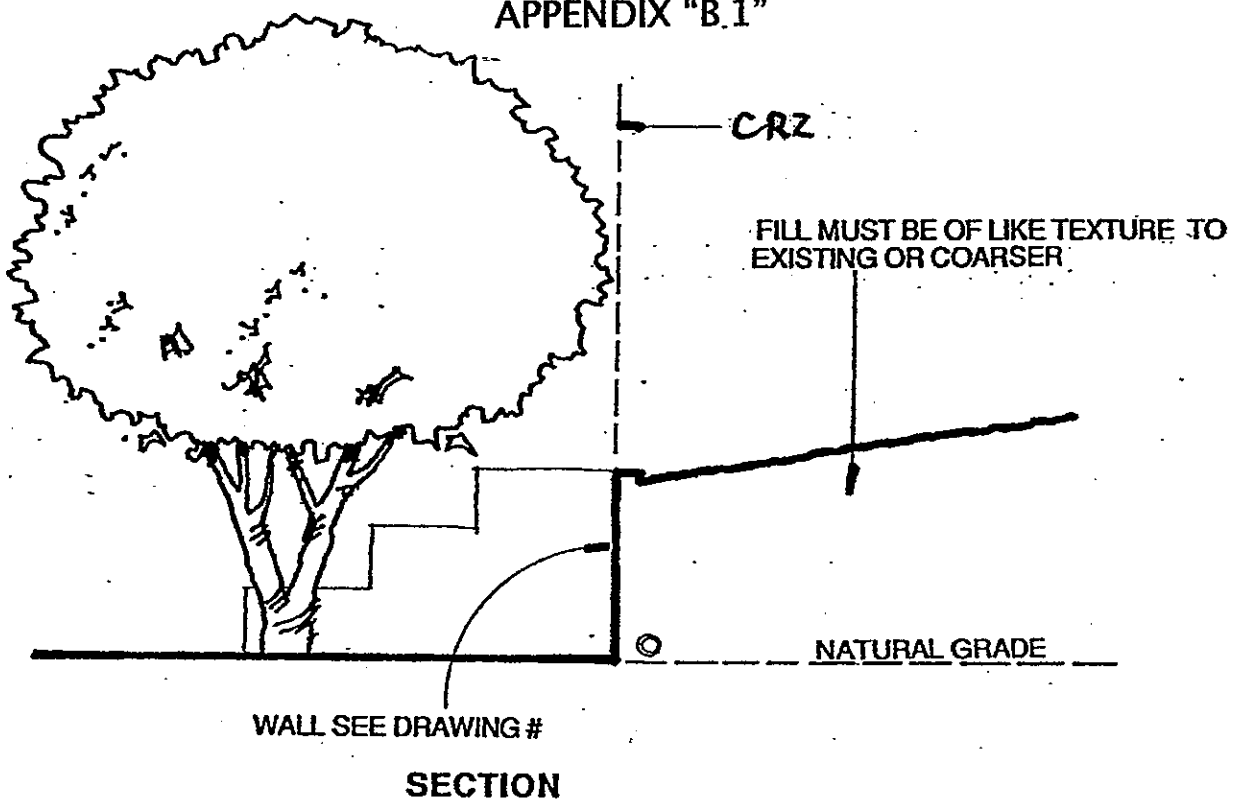 APPENDIX "B.1"
CRZ
FILL MUST BE OF LIKE TEXTURE TO
EXISTING OR COARSER
NATURAL GRADE
WALL SEE DRAWING #
SECTION